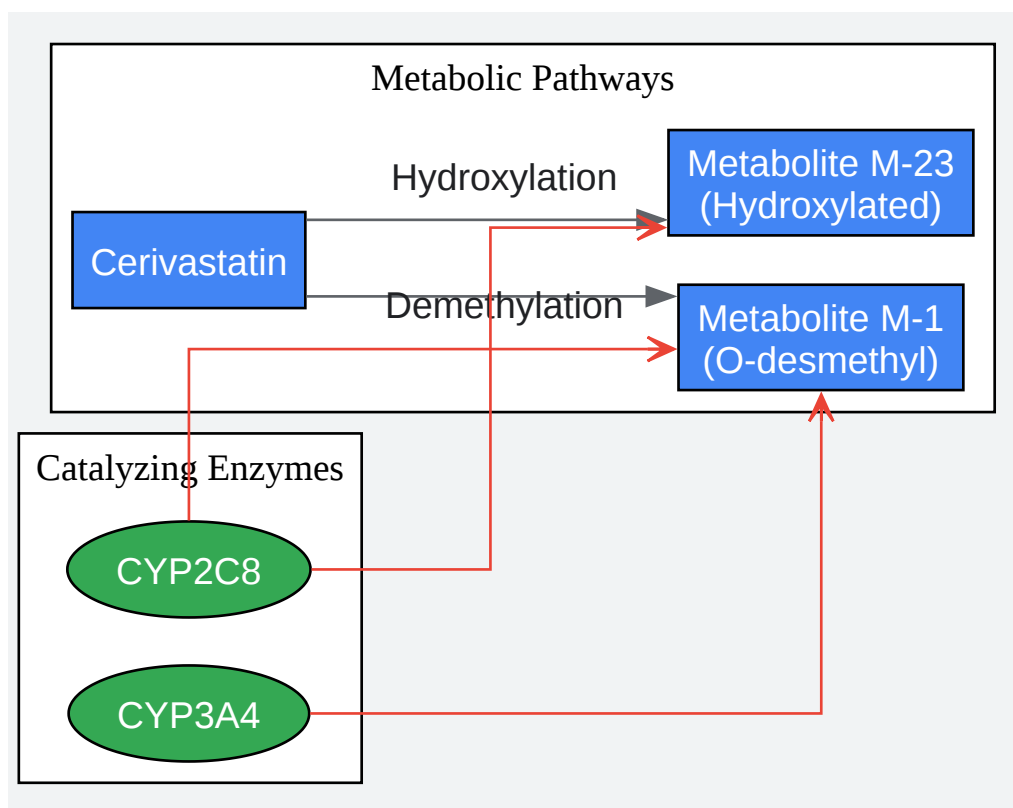 Metabolic Pathways
Hydroxylation
Metabolite M-23
(Hydroxylated)
Cerivastatin
Demethylation
Metabolite M-1
(O-desmethyl)
Catalyzing Enzymes
CYP2C8
CYP3A4